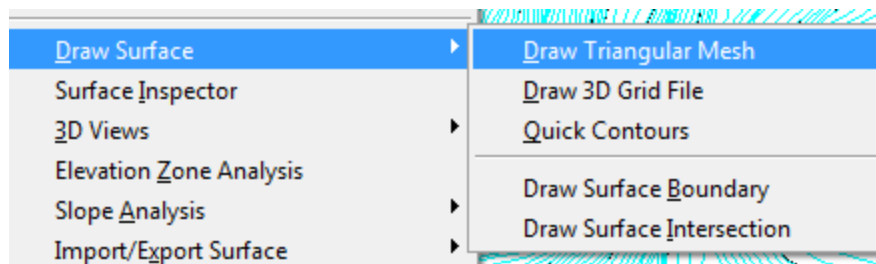 Draw Surface
Surface Inspector
3D Views
Elevation Zone Analysis
Slope Analysis
Import/Export Surface
Draw Triangular Mesh
Draw 3D Grid File
Quick Contours
Draw Surface Boundary
Draw Surface Intersection